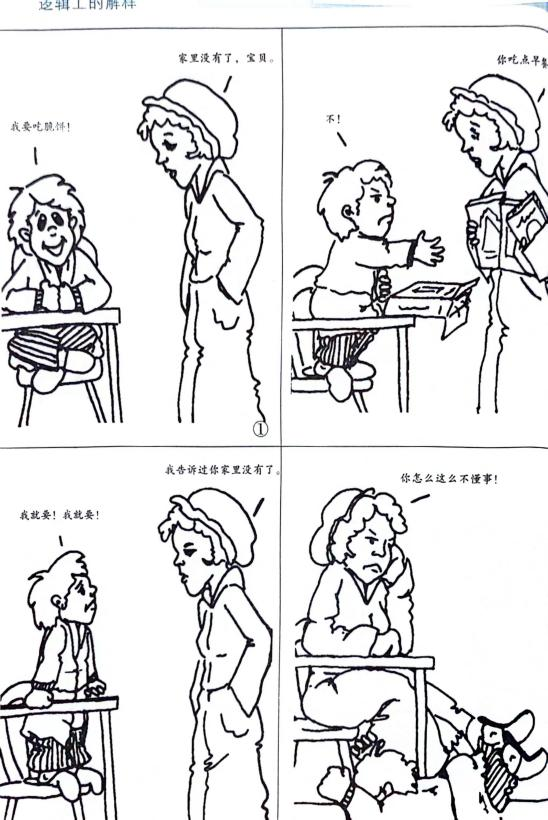 逻辑上的解释
家里没有了，宝贝。
我要吃脆饼！
①
你吃点早餐
不！
我告诉过你家里没有了。
我就要！我就要！
你怎么这么不懂事！